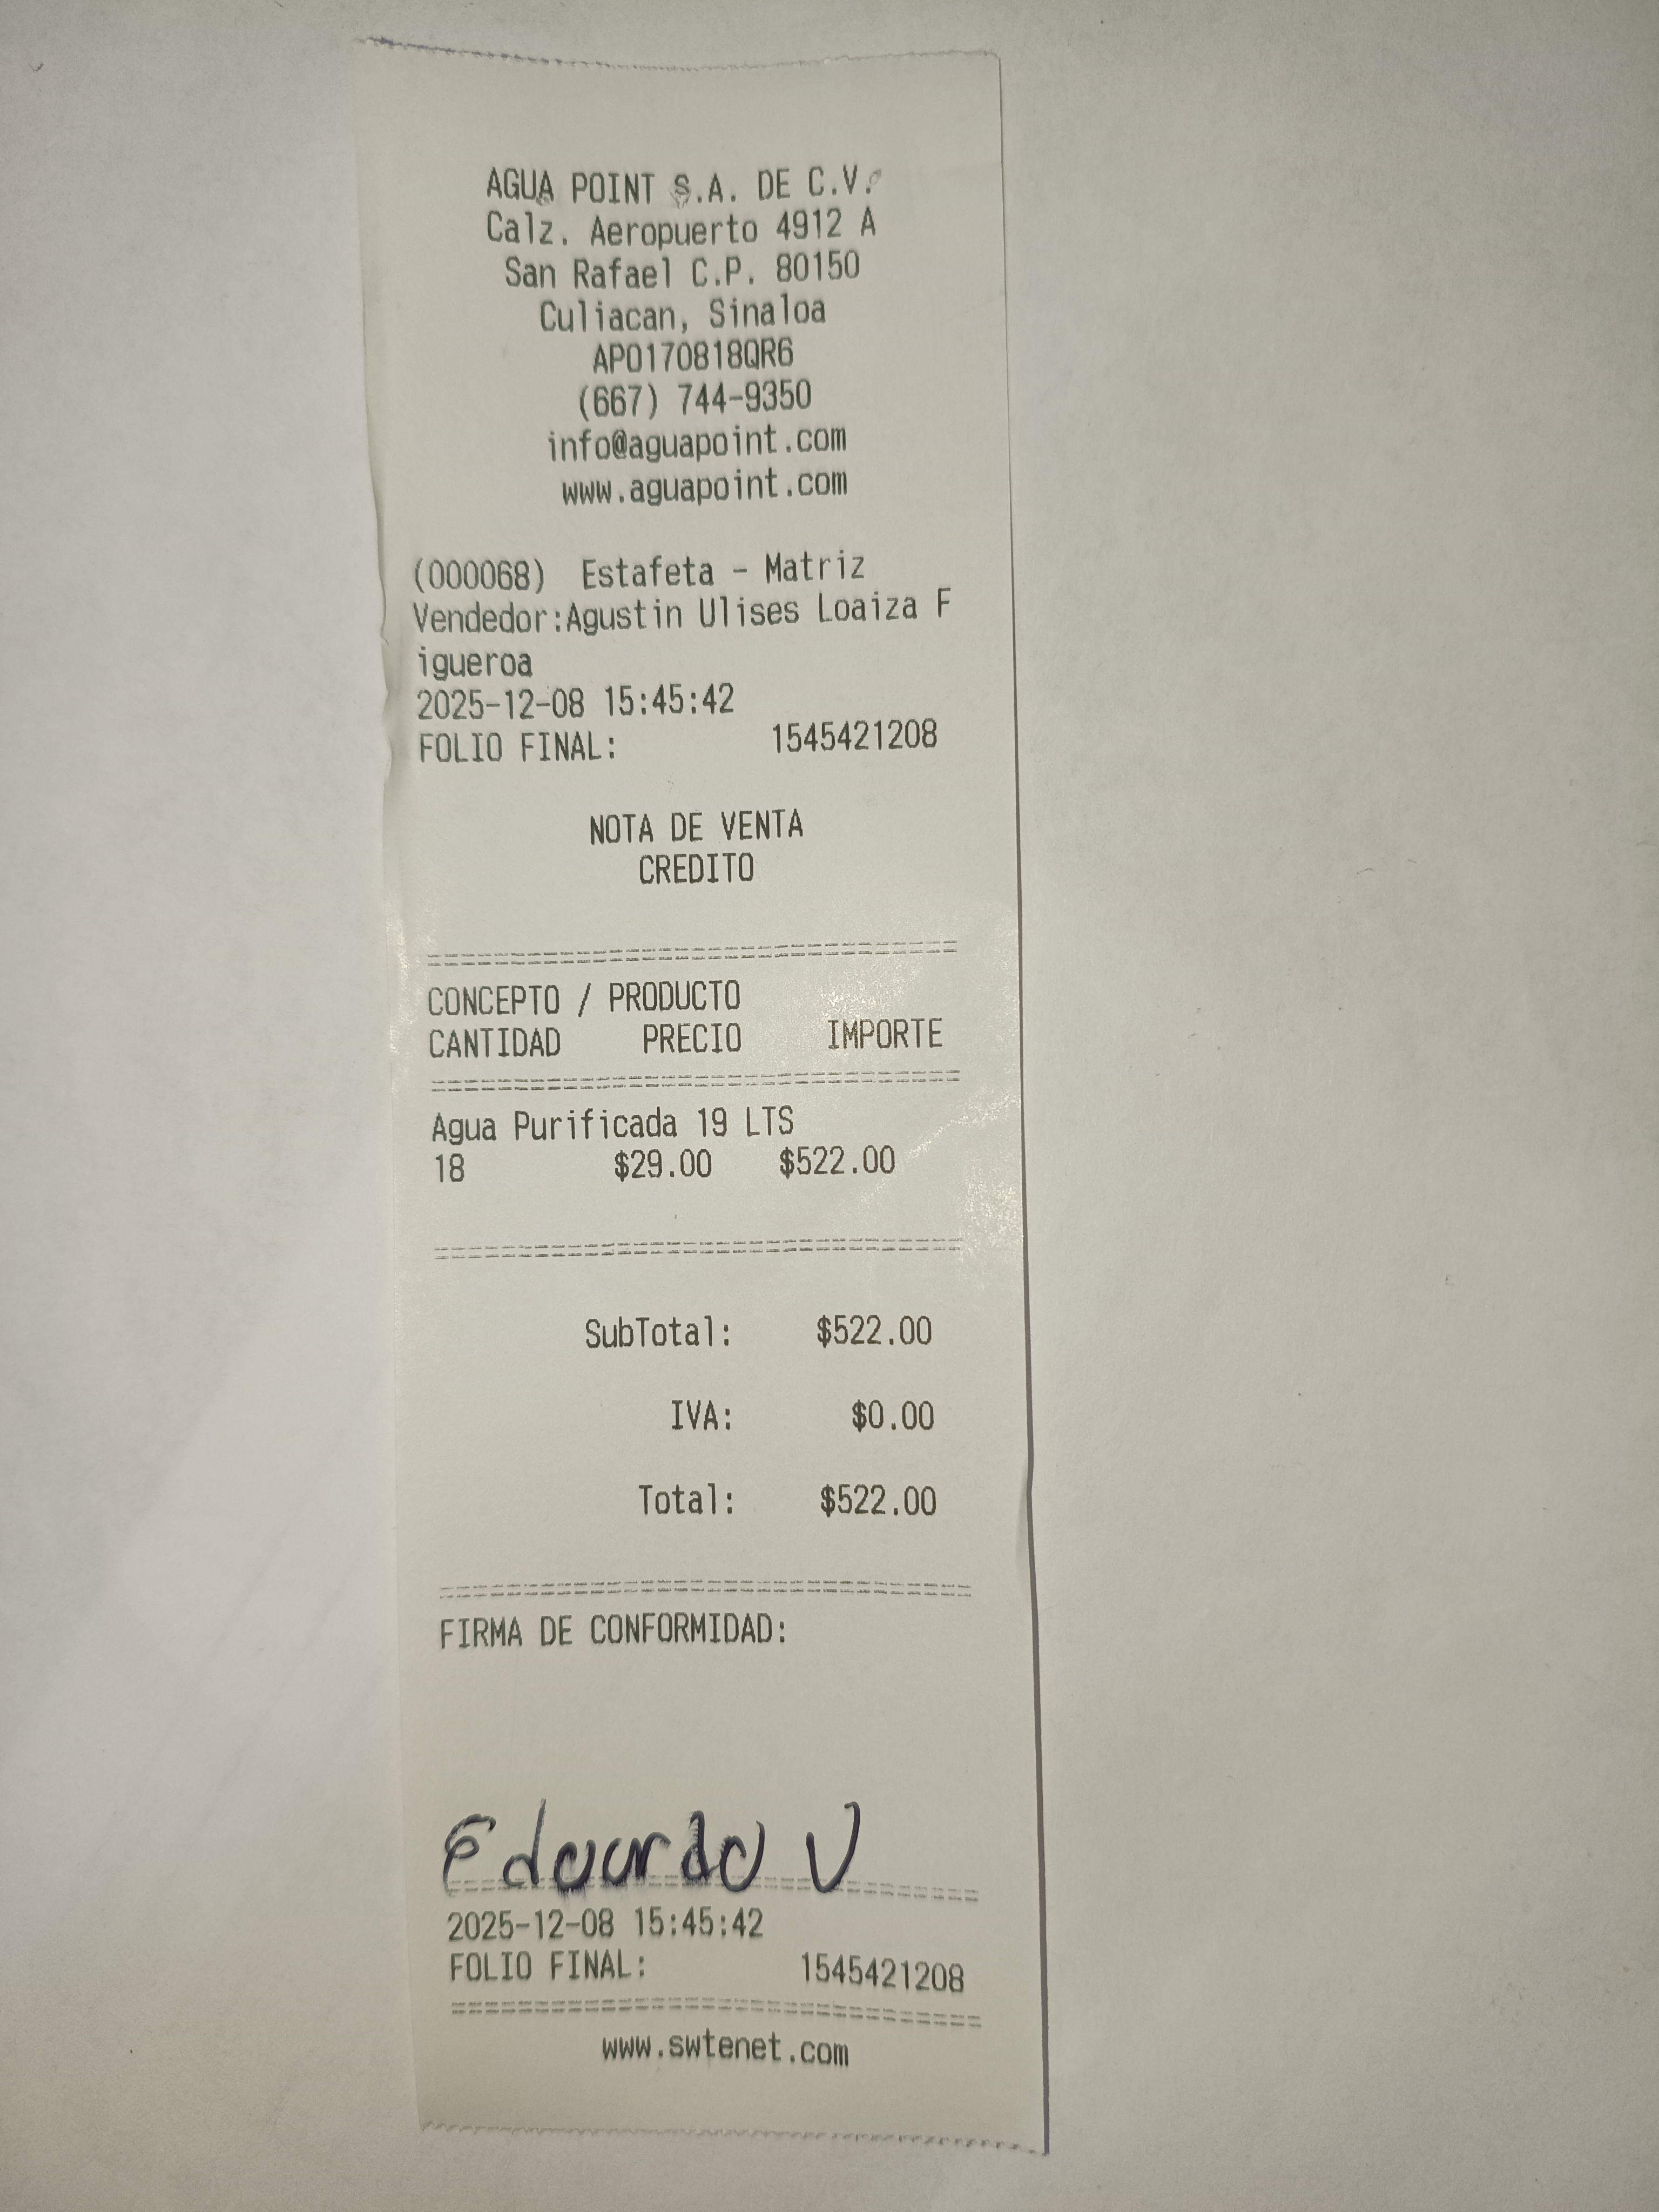 AGUA POINT S.A. DE C.V.
Calz. Aeropuerto 4912 A
San Rafael C.P. 80150
Culiacan, Sinaloa
APO170818QR6
(667) 744-9350
info@aguapoint.com
www.aguapoint.com
(000068) Estafeta - Matriz
Vendedor:Agustin Ulises Loaiza F
igueroa
2025-12-08 15:45:42
FOLIO FINAL: 1545421208
NOTA DE VENTA
CREDITO
CONCEPTO / PRODUCTO
CANTIDAD PRECIO IMPORTE
Agua Purificada 19 LTS
18 $29.00 $522.00
SubTotal: $522.00
IVA: $0.00
Total: $522.00
FIRMA DE CONFORMIDAD:
Eduardo V
2025-12-08 15:45:42
FOLIO FINAL: 1545421208
www.swtenet.com